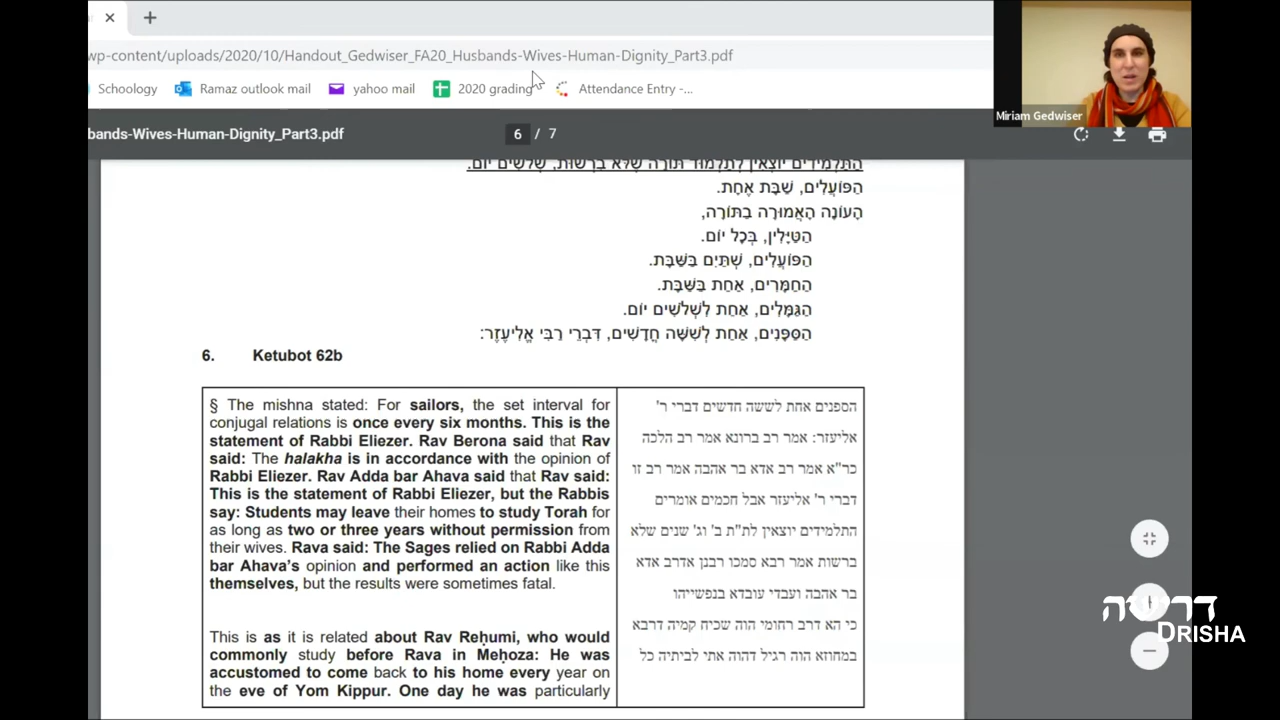 wp-content/uploads/2020/10/Handout_Gedwiser_FA20_Husbands-Wives-Human-Dignity_Part3.pdf
Schoology Ramaz outlook mail yahoo mail 2020 grading Attendance Entry -...
Miriam Gedwiser
bands-Wives-Human-Dignity_Part3.pdf 6 / 7
הַתַּלְמִידִים יוֹצְאִין לְתַלְמוּד תּוֹרָה שֶׁלֹּא בִרְשׁוּת, שְׁלֹשִׁים יוֹם.
הַפּוֹעֲלִים, שַׁבָּת אֶחָת.
הָעוֹנָה הָאֲמוּרָה בַתּוֹרָה,
הַטַּיָּלִין, בְּכָל יוֹם.
הַפּוֹעֲלִים, שְׁתַּיִם בַּשַּׁבָּת.
הַחַמָּרִים, אַחַת בַּשַּׁבָּת.
הַגַּמָּלִים, אַחַת לִשְׁלֹשִׁים יוֹם.
הַסַּפָּנִים, אַחַת לְשִׁשָּׁה חֳדָשִׁים, דִּבְרֵי רַבִּי אֱלִיעֶזֶר:
6. Ketubot 62b
§ The mishna stated: For sailors, the set interval for
conjugal relations is once every six months. This is the
statement of Rabbi Eliezer. Rav Berona said that Rav
said: The halakha is in accordance with the opinion of
Rabbi Eliezer. Rav Adda bar Ahava said that Rav said:
This is the statement of Rabbi Eliezer, but the Rabbis
say: Students may leave their homes to study Torah for
as long as two or three years without permission from
their wives. Rava said: The Sages relied on Rabbi Adda
bar Ahava's opinion and performed an action like this
themselves, but the results were sometimes fatal.
This is as it is related about Rav Reḥumi, who would
commonly study before Rava in Meḥoza: He was
accustomed to come back to his home every year on
the eve of Yom Kippur. One day he was particularly
הספנים אחת לששה חדשים דברי ר'
אליעזר: אמר רב ברונא אמר רב הלכה
כר"א אמר רב אדא בר אהבה אמר רב זו
דברי ר' אליעזר אבל חכמים אומרים
התלמידים יוצאין לת"ת ב' וג' שנים שלא
ברשות אמר רבא סמכו רבנן אדרב אדא
בר אהבה ועבדי עובדא בנפשייהו
כי הא דרב רחומי הוה שכיח קמיה דרבא
במחוזא הוה רגיל דהוה אתי לביתיה כל
דרישה
DRISHA